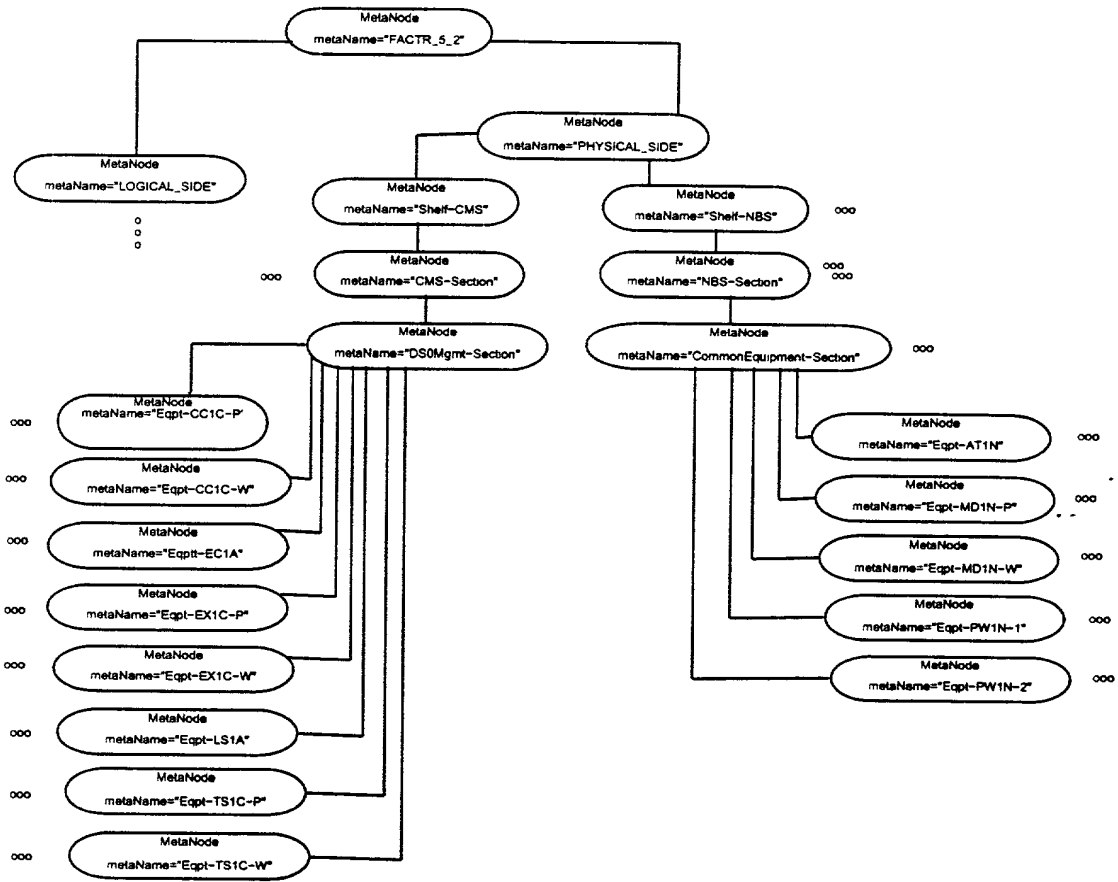 MetaNode
metaName="FACTR_5_2"
MetaNode
metaName="PHYSICAL_SIDE"
MetaNode
metaName="LOGICAL_SIDE"
MetaNode
metaName="Shelf-CMS"
MetaNode
metaName="Shelf-NBS"
MetaNode
metaName="CMS-Section"
MetaNode
metaName="NBS-Section"
MetaNode
metaName="DS0Mgmt-Section"
MetaNode
metaName="CommonEquipment-Section"
MetaNode
metaName="Eqpt-CC1C-P'
MetaNode
metaName="Eqpt-CC1C-W"
MetaNode
metaName="Eqptt-EC1A"
MetaNode
metaName="Eqpt-EX1C-P"
MetaNode
metaName="Eqpt-EX1C-W"
MetaNode
metaName="Eqpt-LS1A"
MetaNode
metaName="Eqpt-TS1C-P"
MetaNode
metaName="Eqpt-TS1C-W"
MetaNode
metaName="Eqpt-AT1N"
MetaNode
metaName="Eqpt-MD1N-P"
MetaNode
metaName="Eqpt-MD1N-W"
MetaNode
metaName="Eqpt-PW1N-1"
MetaNode
metaName="Eqpt-PW1N-2"